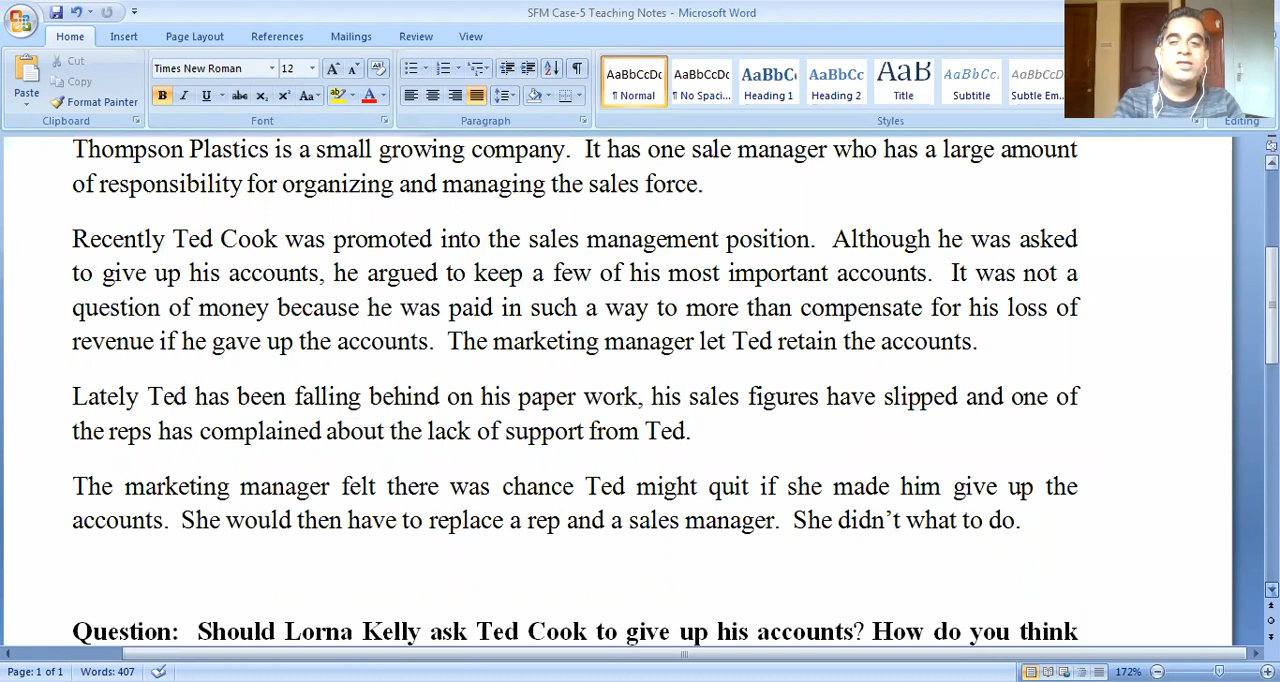 SFM Case-5 Teaching Notes - Microsoft Word
Home Insert Page Layout References Mailings Review View
Paste
Cut
Copy
Format Painter
Clipboard
Times New Roman 12
Font
Paragraph
AaBbCcDc AaBbCcDc AaBbC AaBbCc AaB AaBbCc. AaBbCcDc
¶ Normal ¶ No Spaci... Heading 1 Heading 2 Title Subtitle Subtle Em...
Styles
Editing
Thompson Plastics is a small growing company. It has one sale manager who has a large amount
of responsibility for organizing and managing the sales force.
Recently Ted Cook was promoted into the sales management position. Although he was asked
to give up his accounts, he argued to keep a few of his most important accounts. It was not a
question of money because he was paid in such a way to more than compensate for his loss of
revenue if he gave up the accounts. The marketing manager let Ted retain the accounts.
Lately Ted has been falling behind on his paper work, his sales figures have slipped and one of
the reps has complained about the lack of support from Ted.
The marketing manager felt there was chance Ted might quit if she made him give up the
accounts. She would then have to replace a rep and a sales manager. She didn't what to do.
Question: Should Lorna Kelly ask Ted Cook to give up his accounts? How do you think
Page: 1 of 1 Words: 407 172%